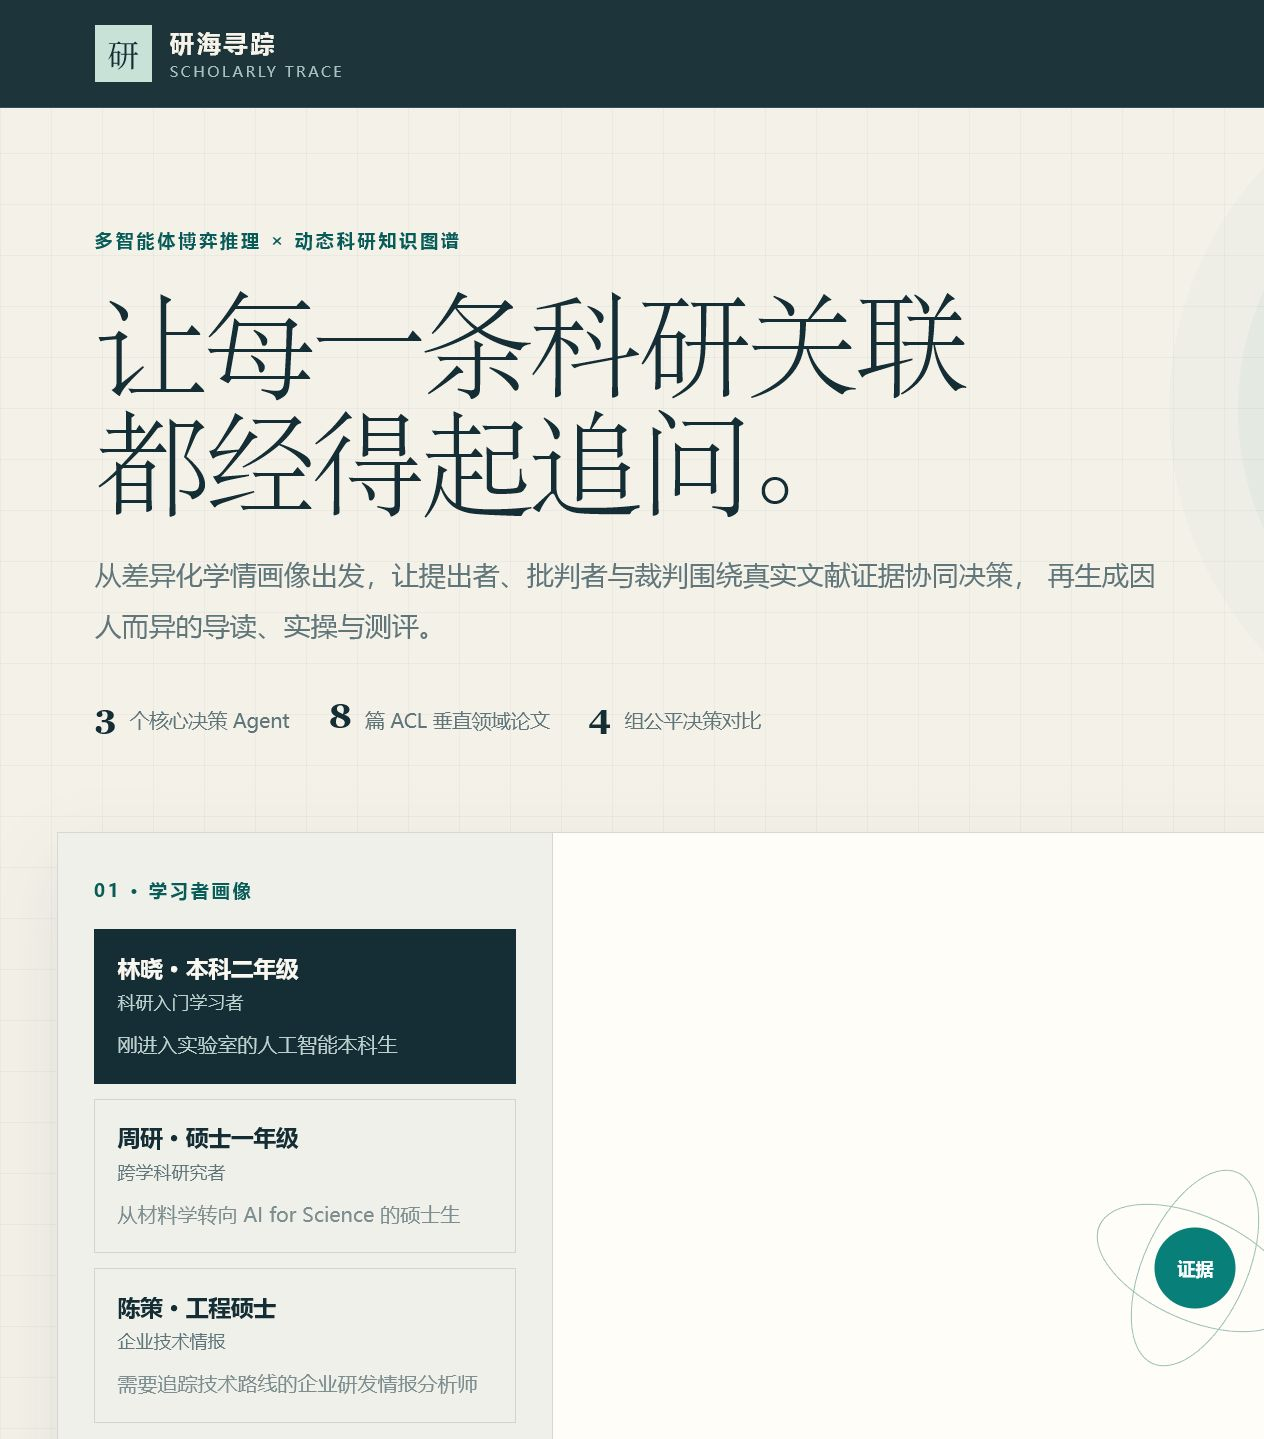 研
研海寻踪
SCHOLARLY TRACE
多智能体博弈推理 × 动态科研知识图谱
让每一条科研关联
都经得起追问。
从差异化学情画像出发，让提出者、批判者与裁判围绕真实文献证据协同决策， 再生成因
人而异的导读、实操与测评。
3 个核心决策 Agent 8 篇 ACL 垂直领域论文 4 组公平决策对比
01 · 学习者画像
林晓 · 本科二年级
科研入门学习者
刚进入实验室的人工智能本科生
周研 · 硕士一年级
跨学科研究者
从材料学转向 AI for Science 的硕士生
陈策 · 工程硕士
企业技术情报
需要追踪技术路线的企业研发情报分析师
证据